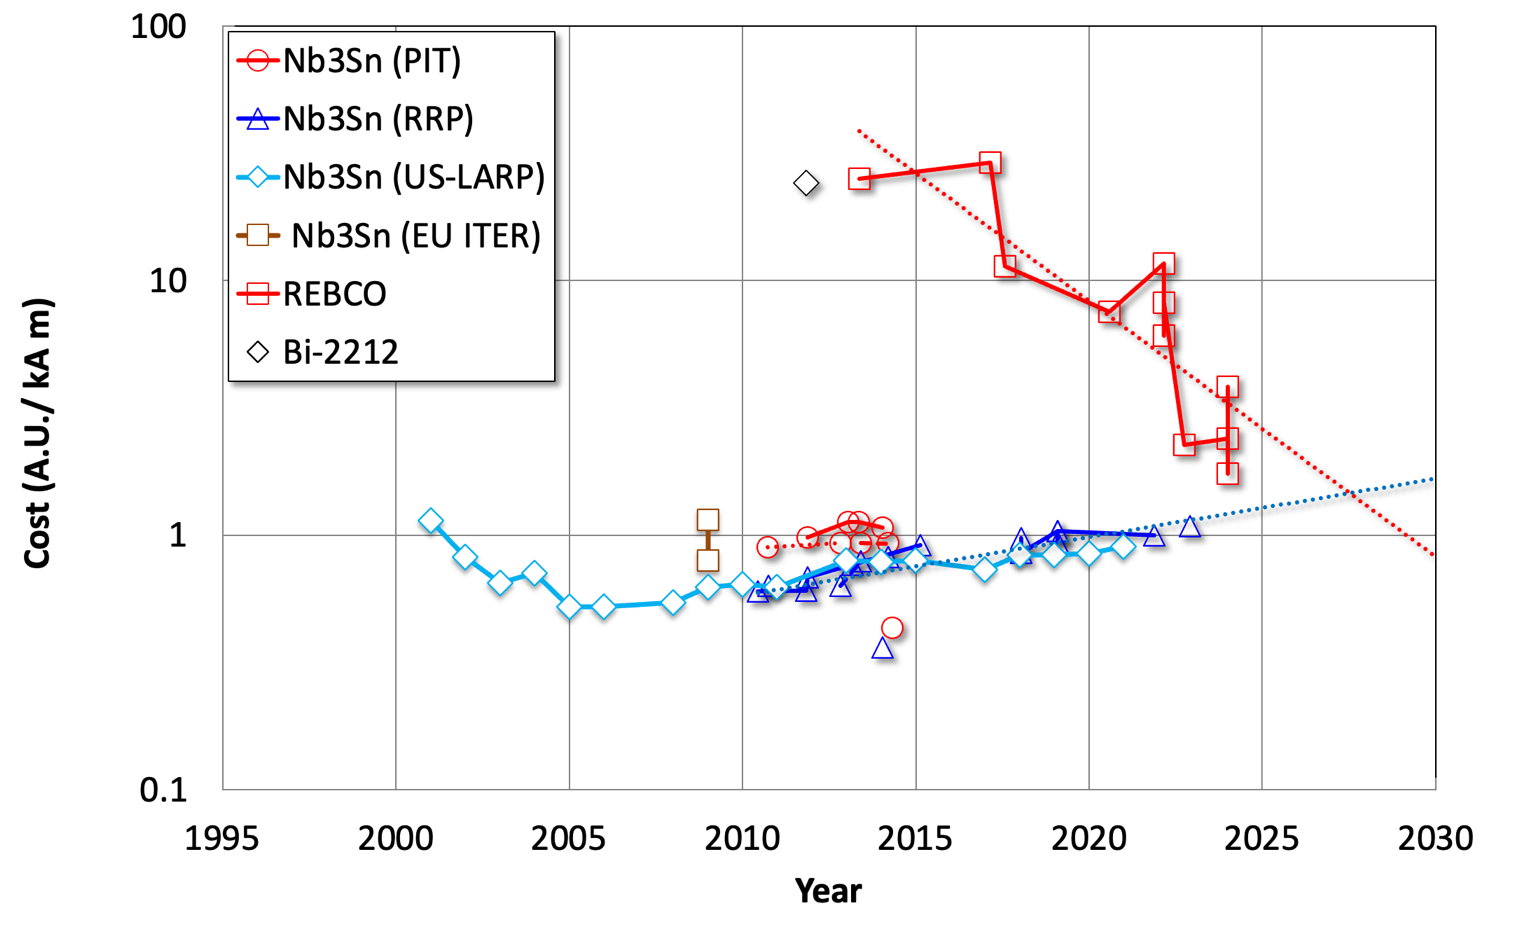 100
10
1
0.1
Cost (A.U./ kA m)
Nb3Sn (PIT)
Nb3Sn (RRP)
Nb3Sn (US-LARP)
Nb3Sn (EU ITER)
REBCO
Bi-2212
1995 2000 2005 2010 2015 2020 2025 2030
Year